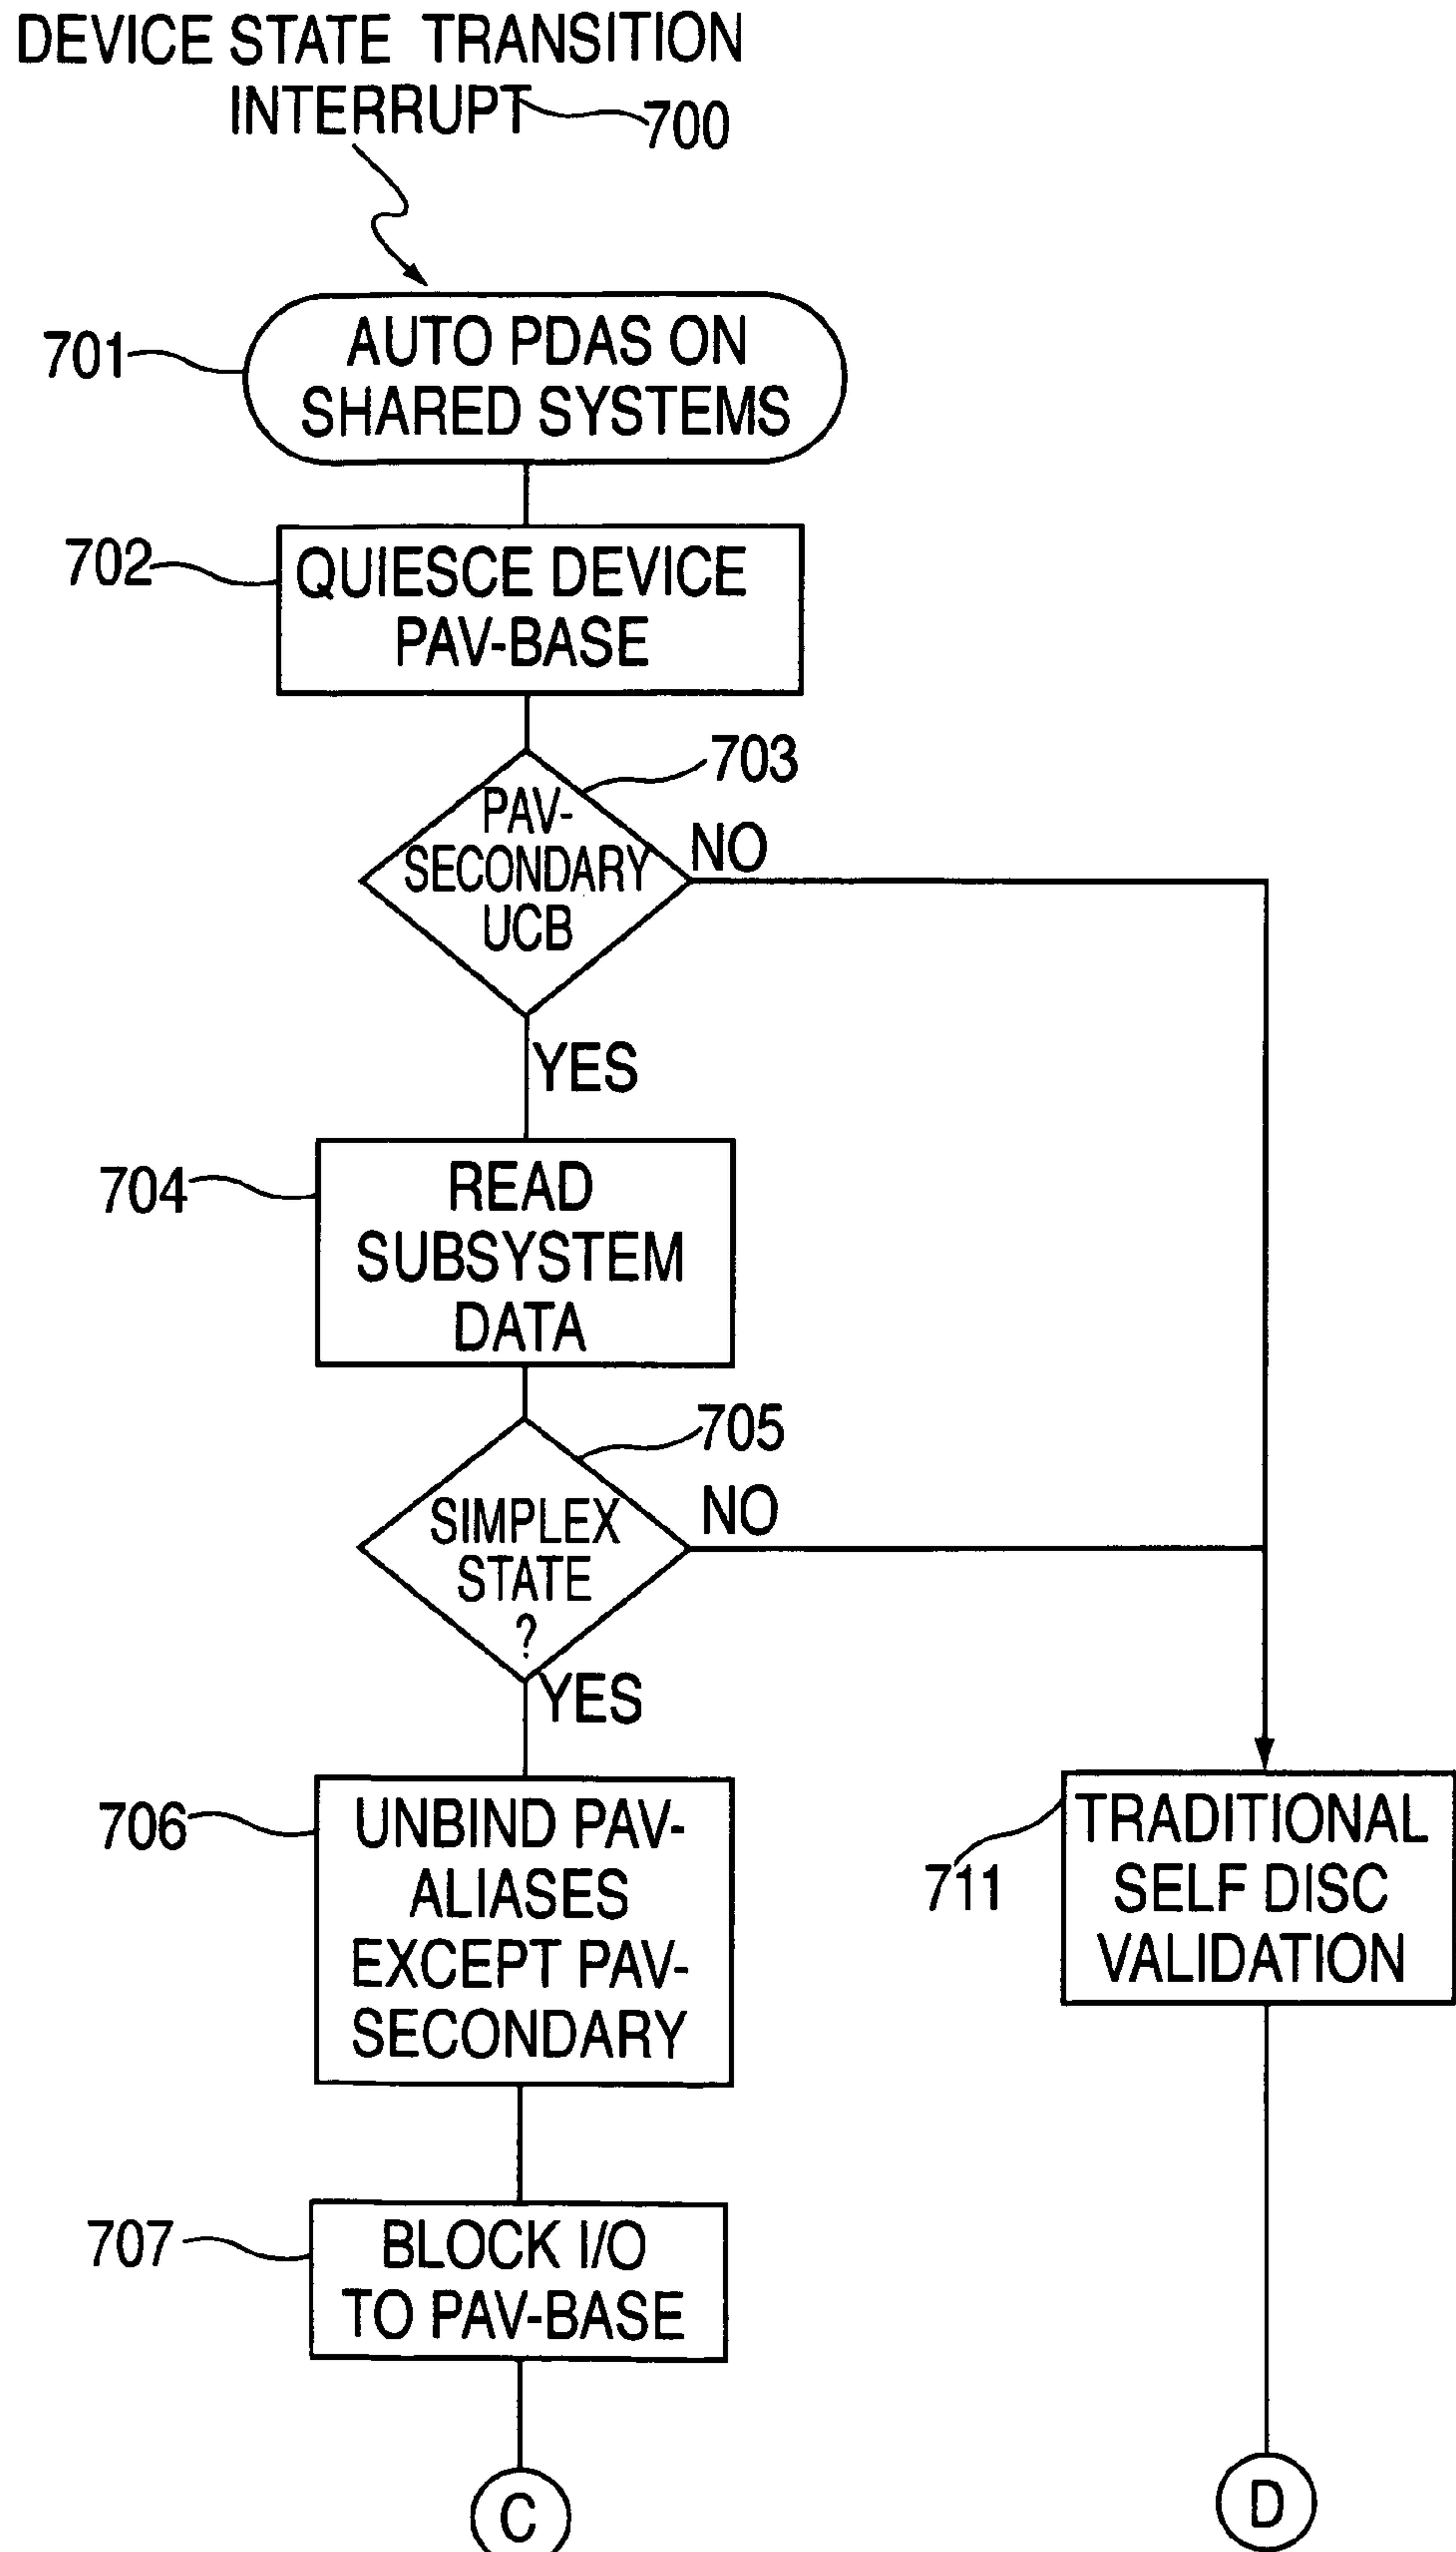 DEVICE STATE TRANSITION
INTERRUPT 700
701
AUTO PDAS ON
SHARED SYSTEMS
702
QUIESCE DEVICE
PAV-BASE
703
PAV-
SECONDARY
UCB
NO
YES
704
READ
SUBSYSTEM
DATA
705
SIMPLEX
STATE
?
NO
YES
706
UNBIND PAV-
ALIASES
EXCEPT PAV-
SECONDARY
711
TRADITIONAL
SELF DISC
VALIDATION
707
BLOCK I/O
TO PAV-BASE
C
D